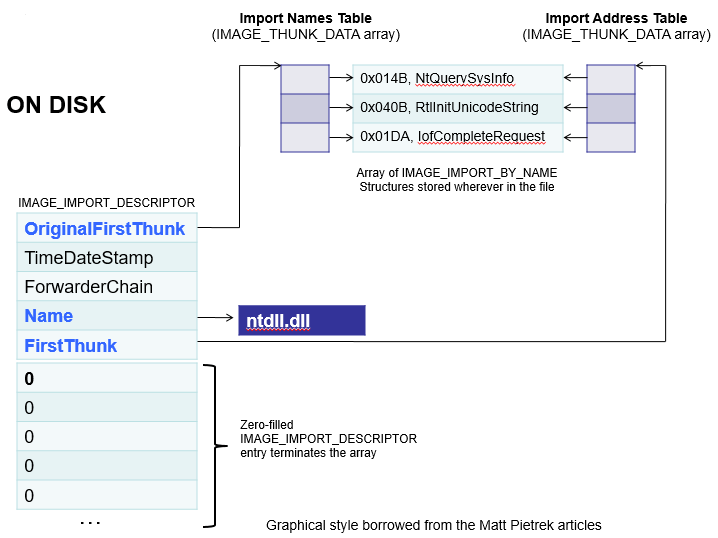 Import Names Table
(IMAGE_THUNK_DATA array)
Import Address Table
(IMAGE_THUNK_DATA array)
ON DISK
0x014B, NtQuerySysInfo
0x040B, RtlInitUnicodeString
0x01DA, IofCompleteRequest
Array of IMAGE_IMPORT_BY_NAME
Structures stored wherever in the file
IMAGE_IMPORT_DESCRIPTOR
OriginalFirstThunk
TimeDateStamp
ForwarderChain
Name
ntdll.dll
FirstThunk
0
0
0
0
0
...
Zero-filled
IMAGE_IMPORT_DESCRIPTOR
entry terminates the array
Graphical style borrowed from the Matt Pietrek articles